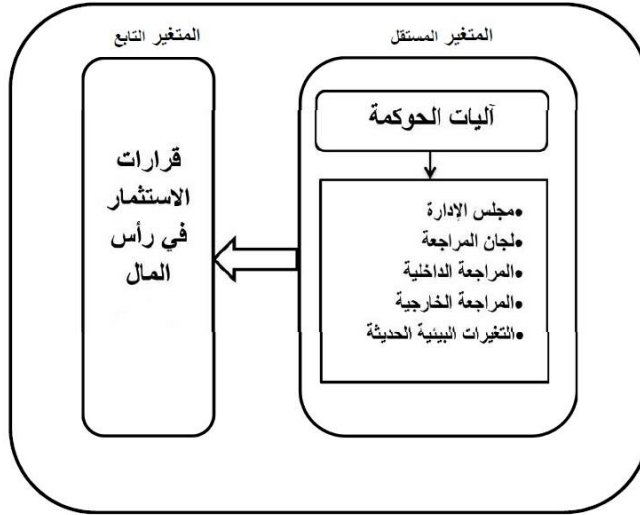 المتغير المستقل
آليات الحوكمة
•مجلس الإدارة
•لجان المراجعة
•المراجعة الداخلية
•المراجعة الخارجية
•التغيرات البيئية الحديثة
المتغير التابع
قرارات
الاستثمار
في رأس
المال